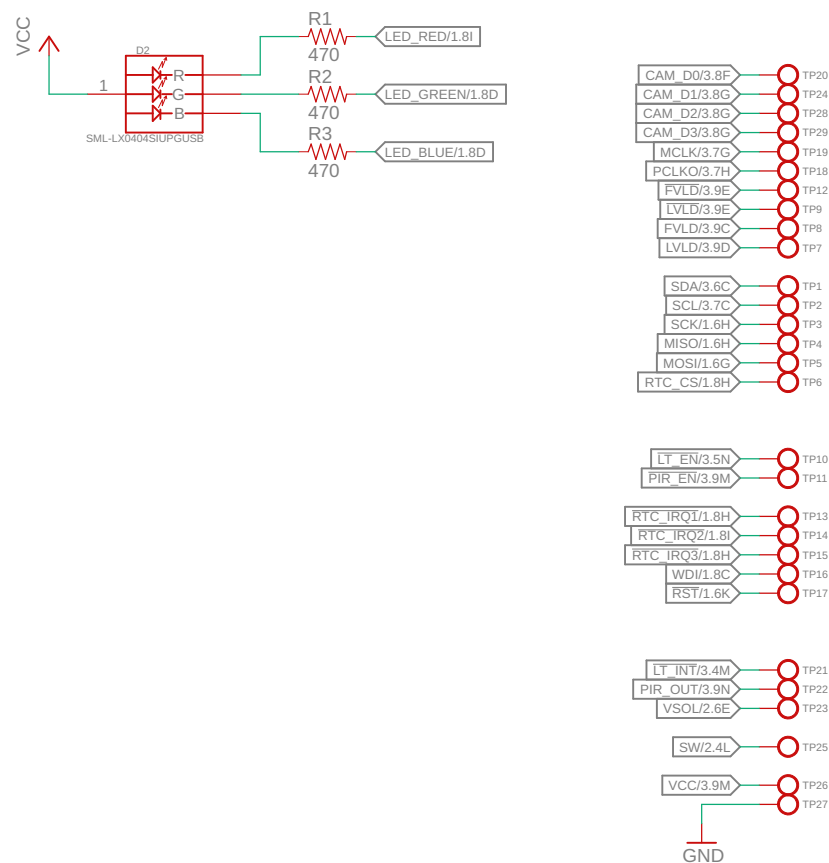 VCC
D2
1
R
G
B
SML-LX0404SIUPGUSB
R1
470
LED_RED/1.8I
R2
470
LED_GREEN/1.8D
R3
470
LED_BLUE/1.8D
CAM_D0/3.8F TP20
CAM_D1/3.8G TP24
CAM_D2/3.8G TP28
CAM_D3/3.8G TP29
MCLK/3.7G TP19
PCLKO/3.7H TP18
FVLD/3.9E TP12
LVLD/3.9E TP9
FVLD/3.9C TP8
LVLD/3.9D TP7
SDA/3.6C TP1
SCL/3.7C TP2
SCK/1.6H TP3
MISO/1.6H TP4
MOSI/1.6G TP5
RTC_CS/1.8H TP6
LT_EN/3.5N TP10
PIR_EN/3.9M TP11
RTC_IRQ1/1.8H TP13
RTC_IRQ2/1.8I TP14
RTC_IRQ3/1.8H TP15
WDI/1.8C TP16
RST/1.6K TP17
LT_INT/3.4M TP21
PIR_OUT/3.9N TP22
VSOL/2.6E TP23
SW/2.4L TP25
VCC/3.9M TP26
TP27
GND